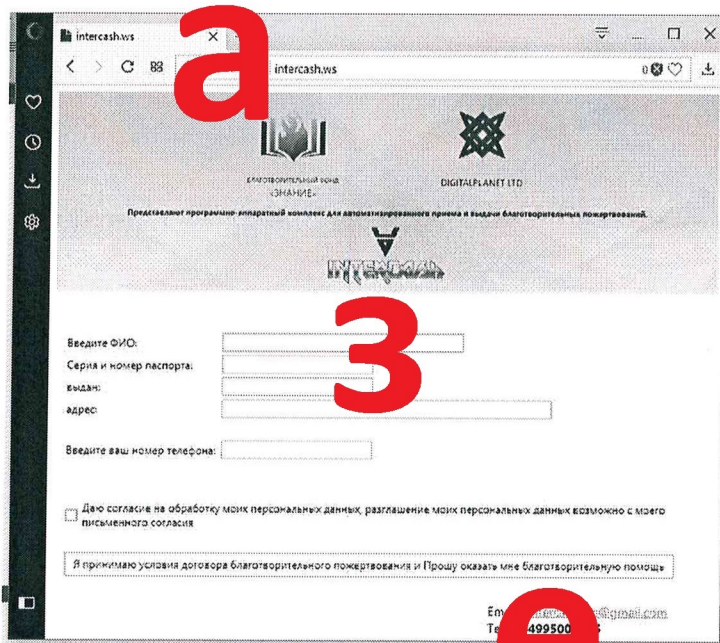 intercash.ws
a
intercash.ws
БЛАГОТВОРИТЕЛЬНЫЙ ФОНД
«ЗНАНИЕ»
DIGITALPLANET LTD
Представляют программно-аппаратный комплекс для автоматизированного приема и выдачи благотворительных пожертвований.
INTERCASH
3
Введите ФИО:
Серия и номер паспорта:
выдан:
адрес:
Введите ваш номер телефона:
Даю согласие на обработку моих персональных данных, разглашение моих персональных данных возможно с моего
письменного согласия
Я принимаю условия договора благотворительного пожертвования и Прошу оказать мне благотворительную помощь
@gmail.com